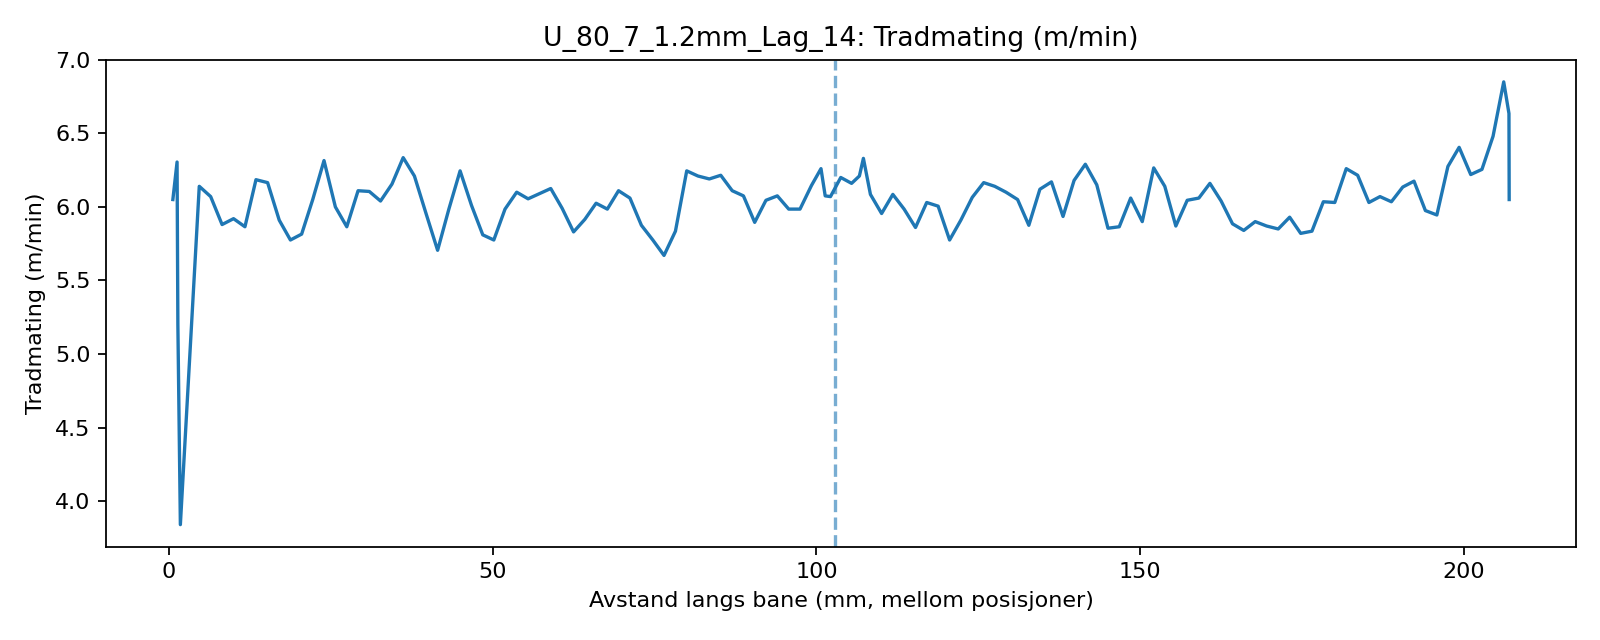 U_80_7_1.2mm_Lag_14: Tradmating (m/min)
7.0
6.5
6.0
5.5
5.0
4.5
4.0
Tradmating (m/min)
0 50 100 150 200
Avstand langs bane (mm, mellom posisjoner)